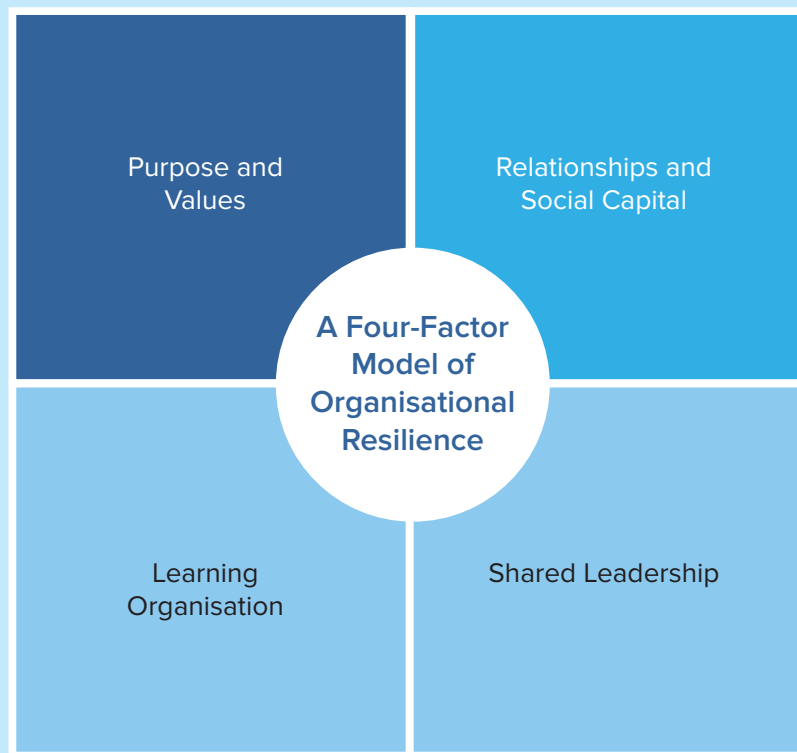 Purpose and
Values
Relationships and
Social Capital
A Four-Factor
Model of
Organisational
Resilience
Learning
Organisation
Shared Leadership